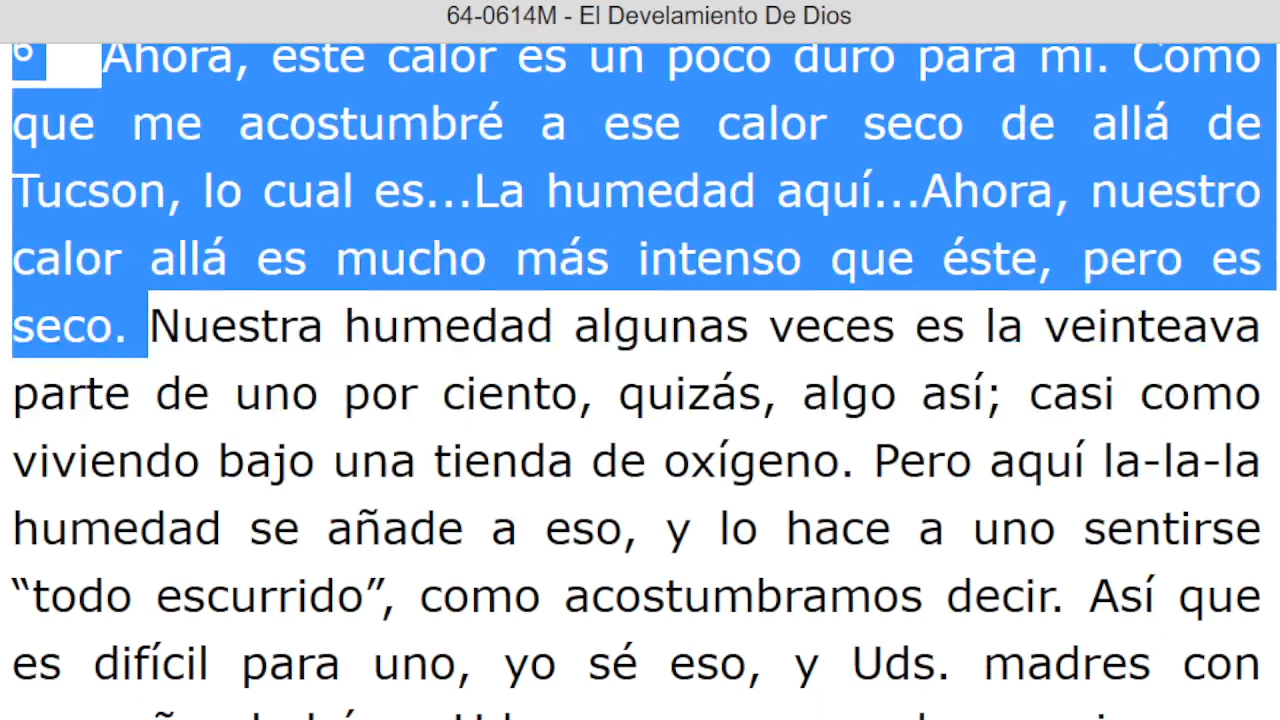 64-0614M - El Develamiento De Dios
6 Ahora, este calor es un poco duro para mí. Como
que me acostumbré a ese calor seco de allá de
Tucson, lo cual es...La humedad aquí...Ahora, nuestro
calor allá es mucho más intenso que éste, pero es
seco. Nuestra humedad algunas veces es la veinteava
parte de uno por ciento, quizás, algo así; casi como
viviendo bajo una tienda de oxígeno. Pero aquí la-la-la
humedad se añade a eso, y lo hace a uno sentirse
“todo escurrido”, como acostumbramos decir. Así que
es difícil para uno, yo sé eso, y Uds. madres con